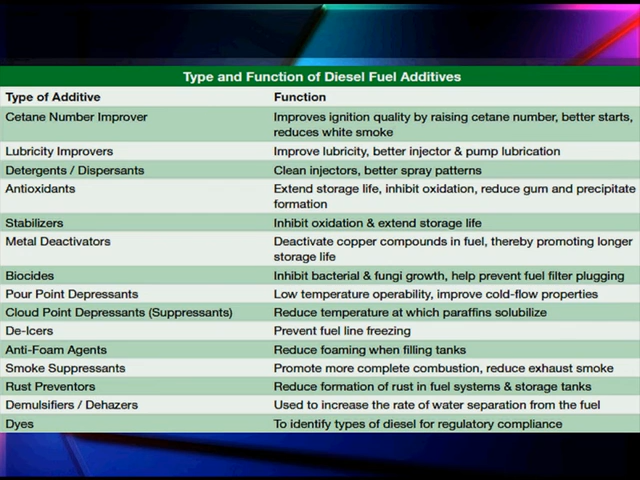 Type and Function of Diesel Fuel Additives
Type of Additive Function
Cetane Number Improver Improves ignition quality by raising cetane number, better starts,
reduces white smoke
Lubricity Improvers Improve lubricity, better injector & pump lubrication
Detergents / Dispersants Clean injectors, better spray patterns
Antioxidants Extend storage life, inhibit oxidation, reduce gum and precipitate
formation
Stabilizers Inhibit oxidation & extend storage life
Metal Deactivators Deactivate copper compounds in fuel, thereby promoting longer
storage life
Biocides Inhibit bacterial & fungi growth, help prevent fuel filter plugging
Pour Point Depressants Low temperature operability, improve cold-flow properties
Cloud Point Depressants (Suppressants) Reduce temperature at which paraffins solubilize
De-Icers Prevent fuel line freezing
Anti-Foam Agents Reduce foaming when filling tanks
Smoke Suppressants Promote more complete combustion, reduce exhaust smoke
Rust Preventors Reduce formation of rust in fuel systems & storage tanks
Demulsifiers / Dehazers Used to increase the rate of water separation from the fuel
Dyes To identify types of diesel for regulatory compliance